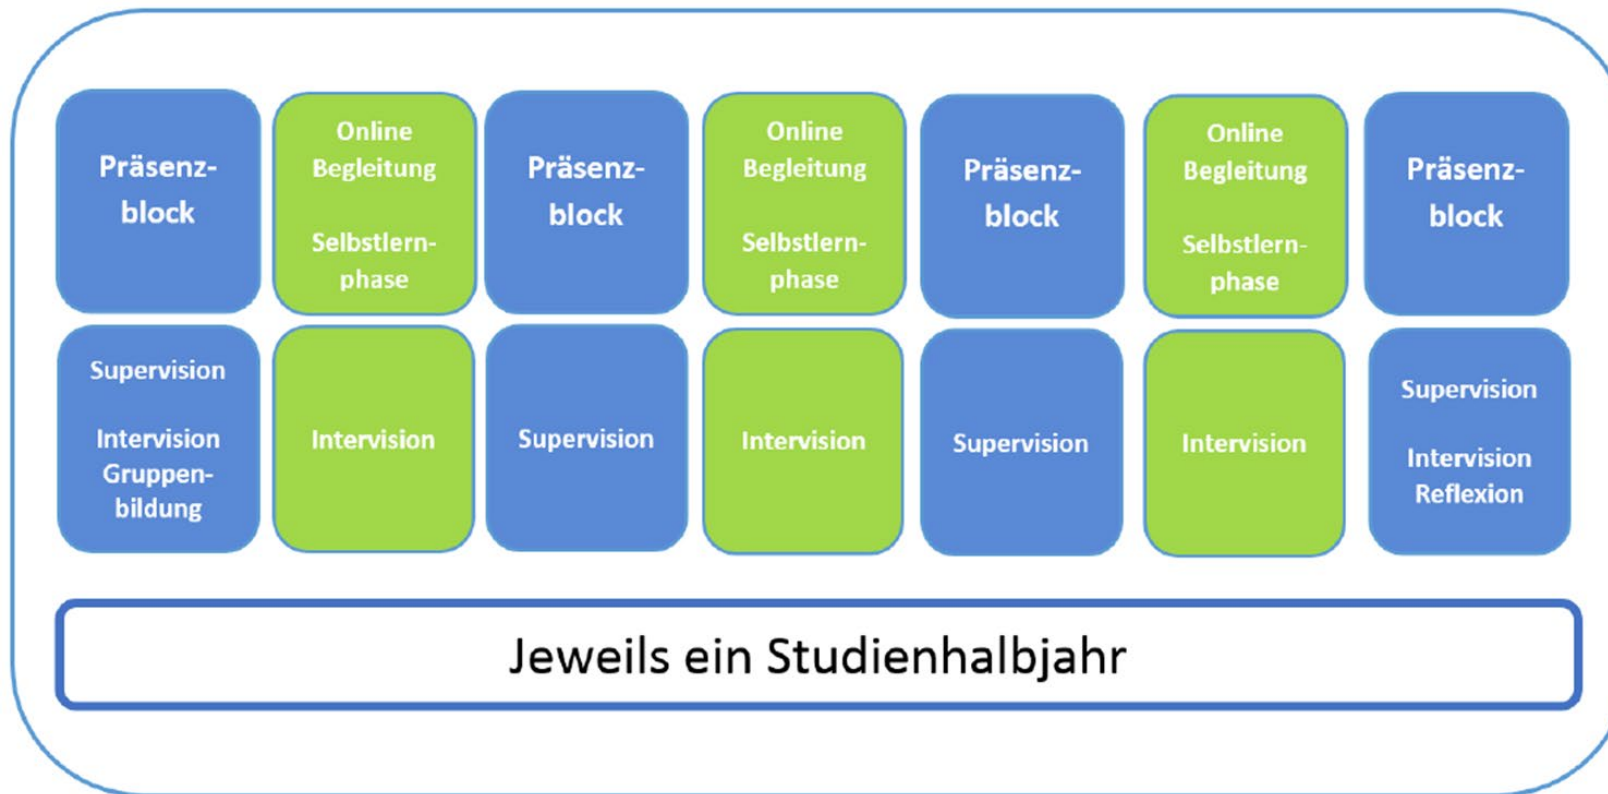 Präsenz-
block
Online
Begleitung
Selbstlern-
phase
Präsenz-
block
Online
Begleitung
Selbstlern-
phase
Präsenz-
block
Online
Begleitung
Selbstlern-
phase
Präsenz-
block
Supervision
Intervision
Gruppen-
bildung
Intervision
Supervision
Intervision
Supervision
Intervision
Supervision
Intervision
Reflexion
Jeweils ein Studienhalbjahr